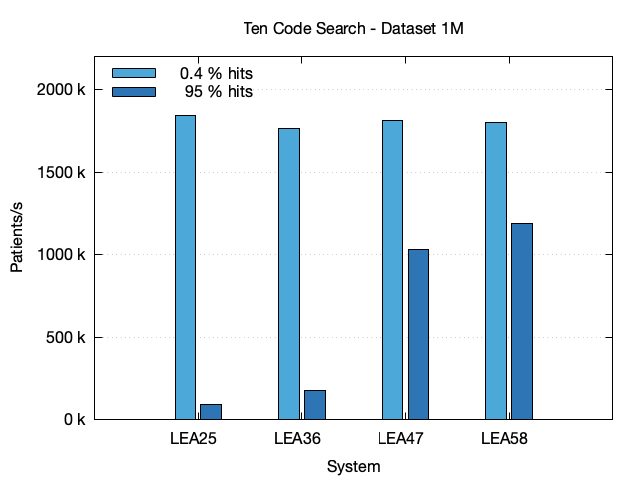 Ten Code Search - Dataset 1M
0.4 % hits
95 % hits
2000 k
1500 k
1000 k
500 k
0 k
Patients/s
LEA25 LEA36 LEA47 LEA58
System